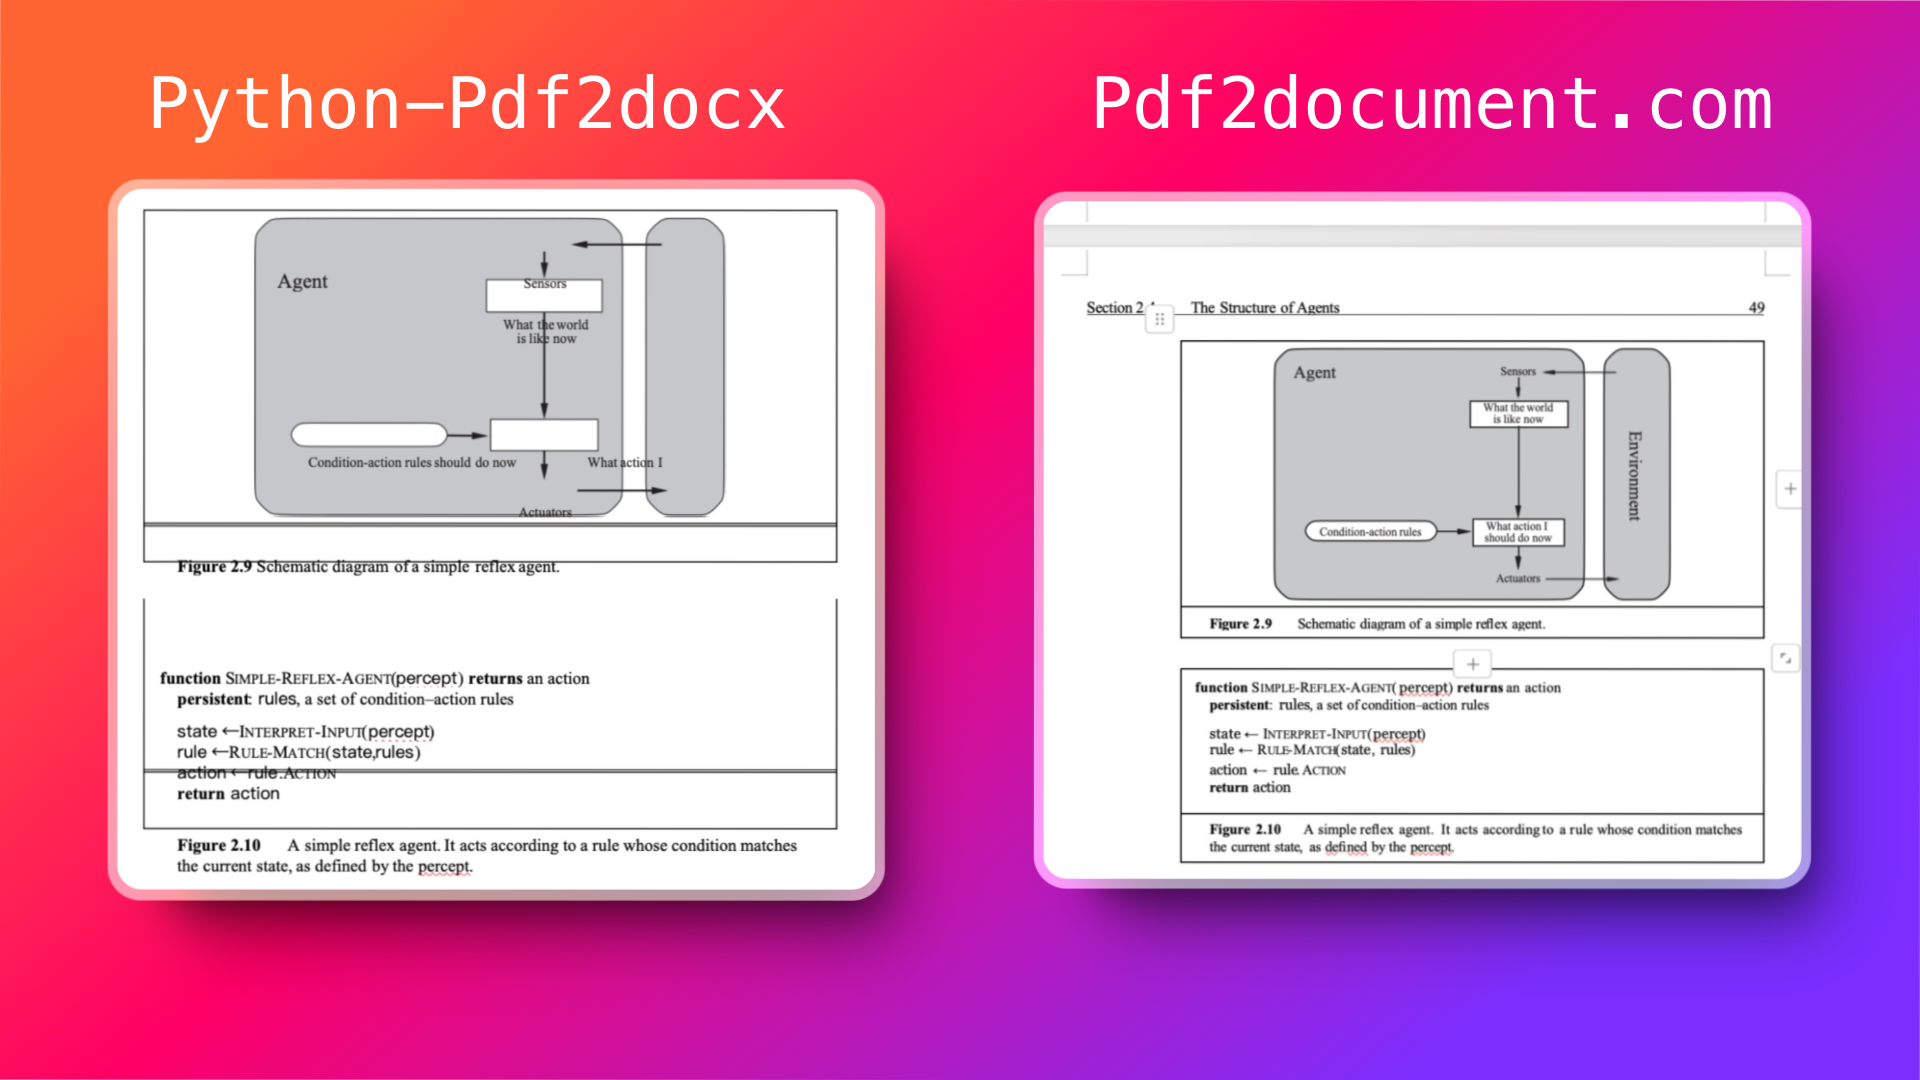 Python-Pdf2docx
Agent
Sensors
What the world
is like now
Condition-action rules should do now
What action I
Actuators
Figure 2.9 Schematic diagram of a simple reflex agent.
function SIMPLE-REFLEX-AGENT(percept) returns an action
persistent: rules, a set of condition–action rules
state ←INTERPRET-INPUT(percept)
rule ←RULE-MATCH(state,rules)
action ←rule.ACTION
return action
Figure 2.10 A simple reflex agent. It acts according to a rule whose condition matches
the current state, as defined by the percept.
Pdf2document.com
Section 2.
The Structure of Agents
49
Agent
Sensors
What the world
is like now
Environment
Condition-action rules
What action I
should do now
Actuators
Figure 2.9 Schematic diagram of a simple reflex agent.
function SIMPLE-REFLEX-AGENT( percept) returns an action
persistent: rules, a set of condition–action rules
state ← INTERPRET-INPUT(percept)
rule ← RULE-MATCH(state, rules)
action ← rule.ACTION
return action
Figure 2.10 A simple reflex agent. It acts according to a rule whose condition matches
the current state, as defined by the percept.